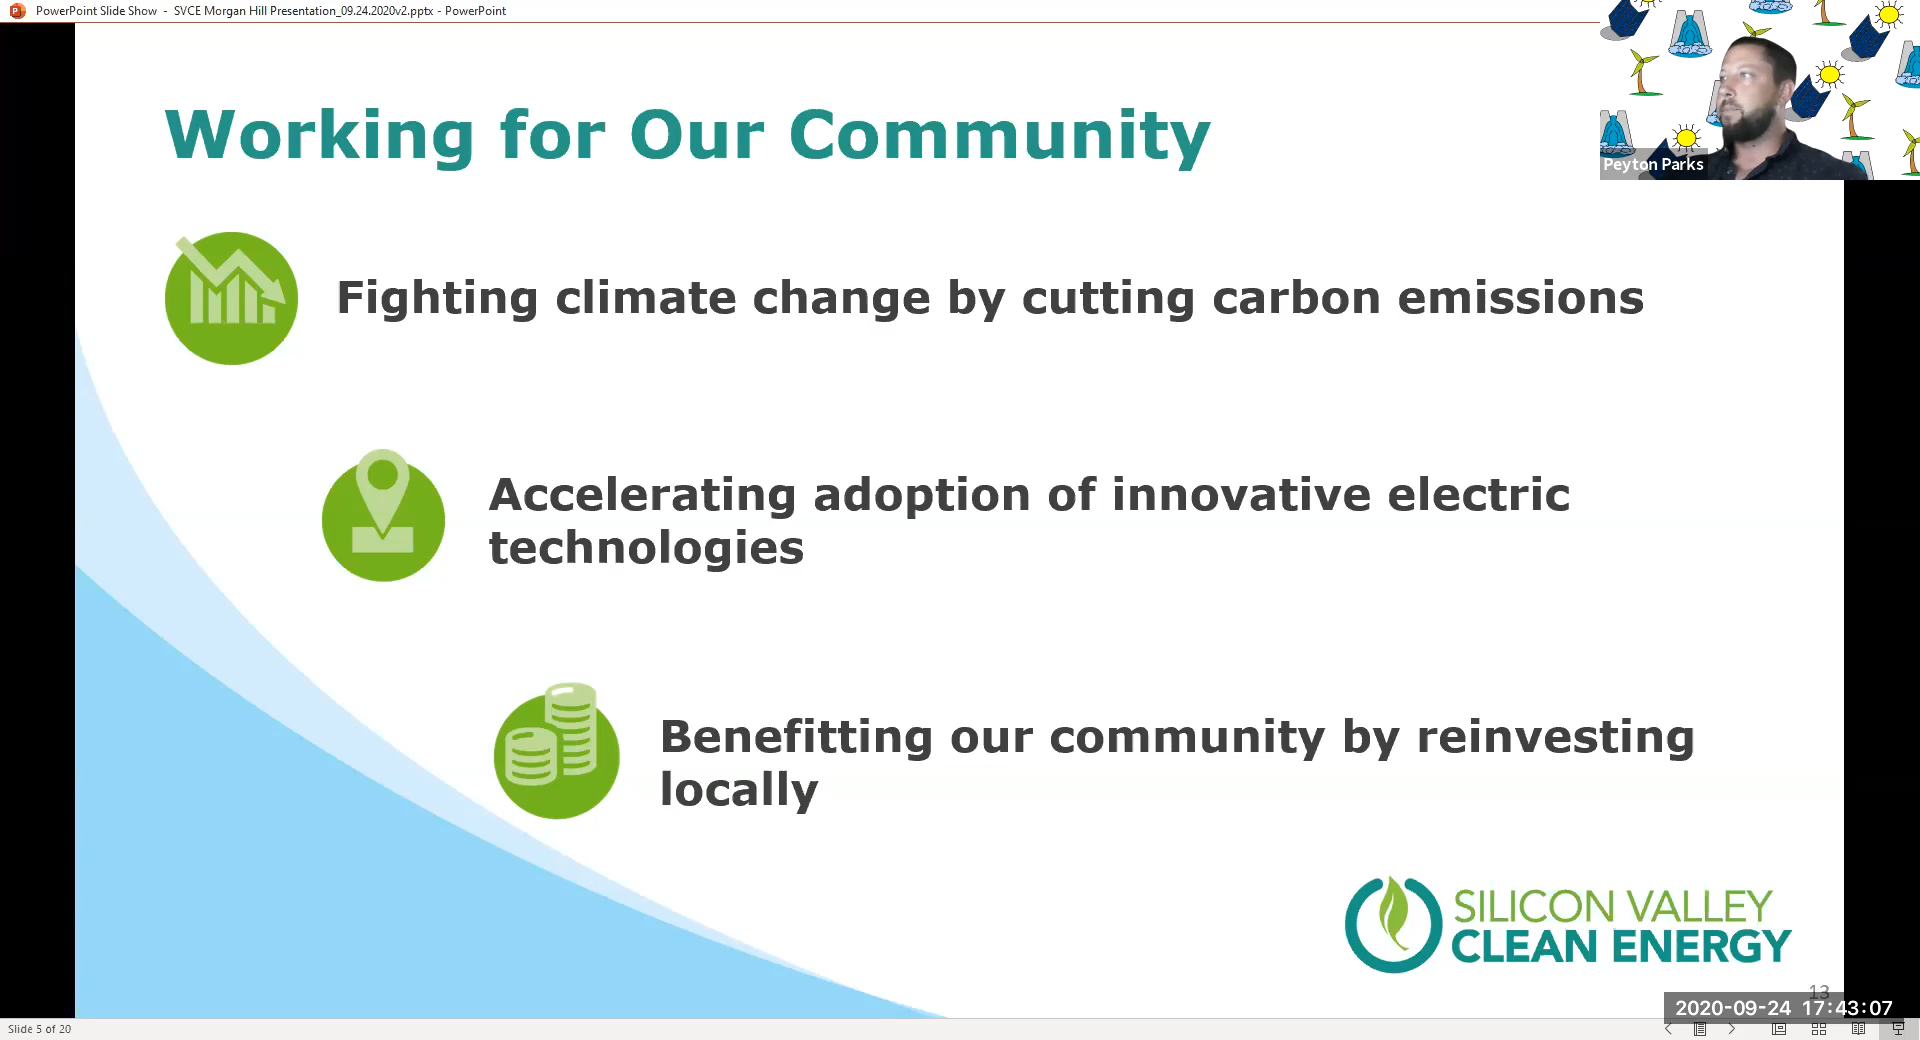 PowerPoint Slide Show - SVCE Morgan Hill Presentation_09.24.2020v2.pptx - PowerPoint
Working for Our Community
Peyton Parks
Fighting climate change by cutting carbon emissions
Accelerating adoption of innovative electric
technologies
Benefitting our community by reinvesting
locally
SILICON VALLEY
CLEAN ENERGY
13
2020-09-24 17:43:07
Slide 5 of 20